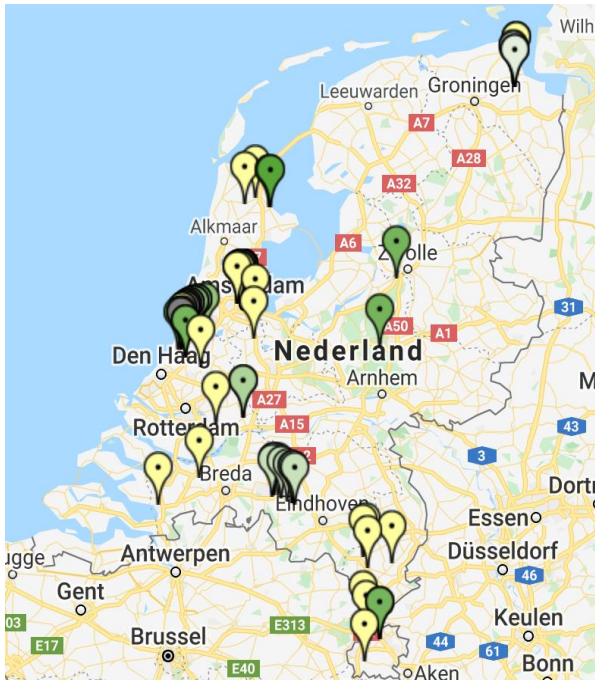 Wilh
Leeuwarden
Groningen
A7
A28
A32
Alkmaar
A6
Zwolle
Amsterdam
31
A50
A1
Den Haag
Nederland
Arnhem
A27
Rotterdam
A15
43
3
Breda
Eindhoven
Dortm
Essen
Antwerpen
Düsseldorf
ugge
46
Gent
Keulen
03
E313
Brussel
44
E17
61
Bonn
E40
Aken